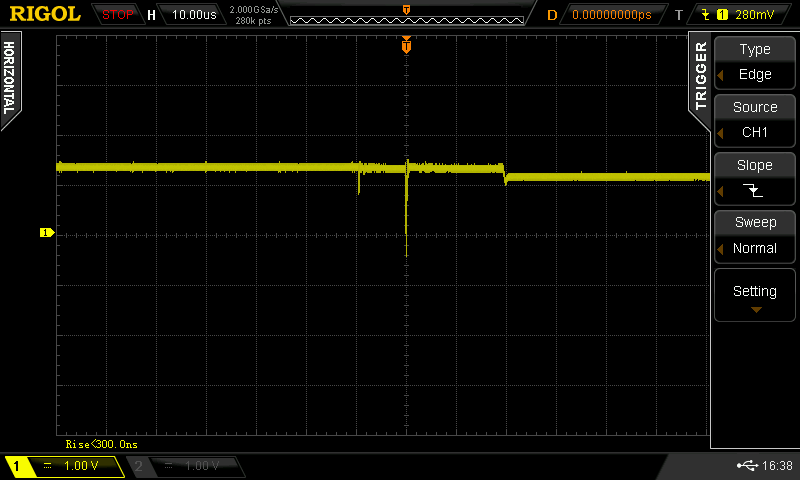 RIGOL STOP H 10.00us 2.000GSa/s 280k pts D 0.00000000ps T 1 280mV
HORIZONTAL
T
TRIGGER
Type
Edge
Source
CH1
Slope
Sweep
Normal
Setting
1
Rise<300.0ns
1 = 1.00 V 2 = 1.00 V 16:38